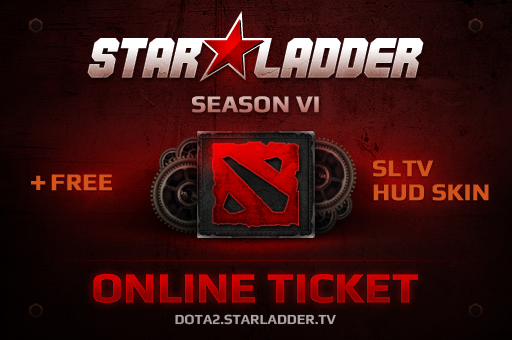 STAR LADDER
SEASON VI
+ FREE
SLTV
HUD SKIN
ONLINE TICKET
DOTA2.STARLADDER.TV